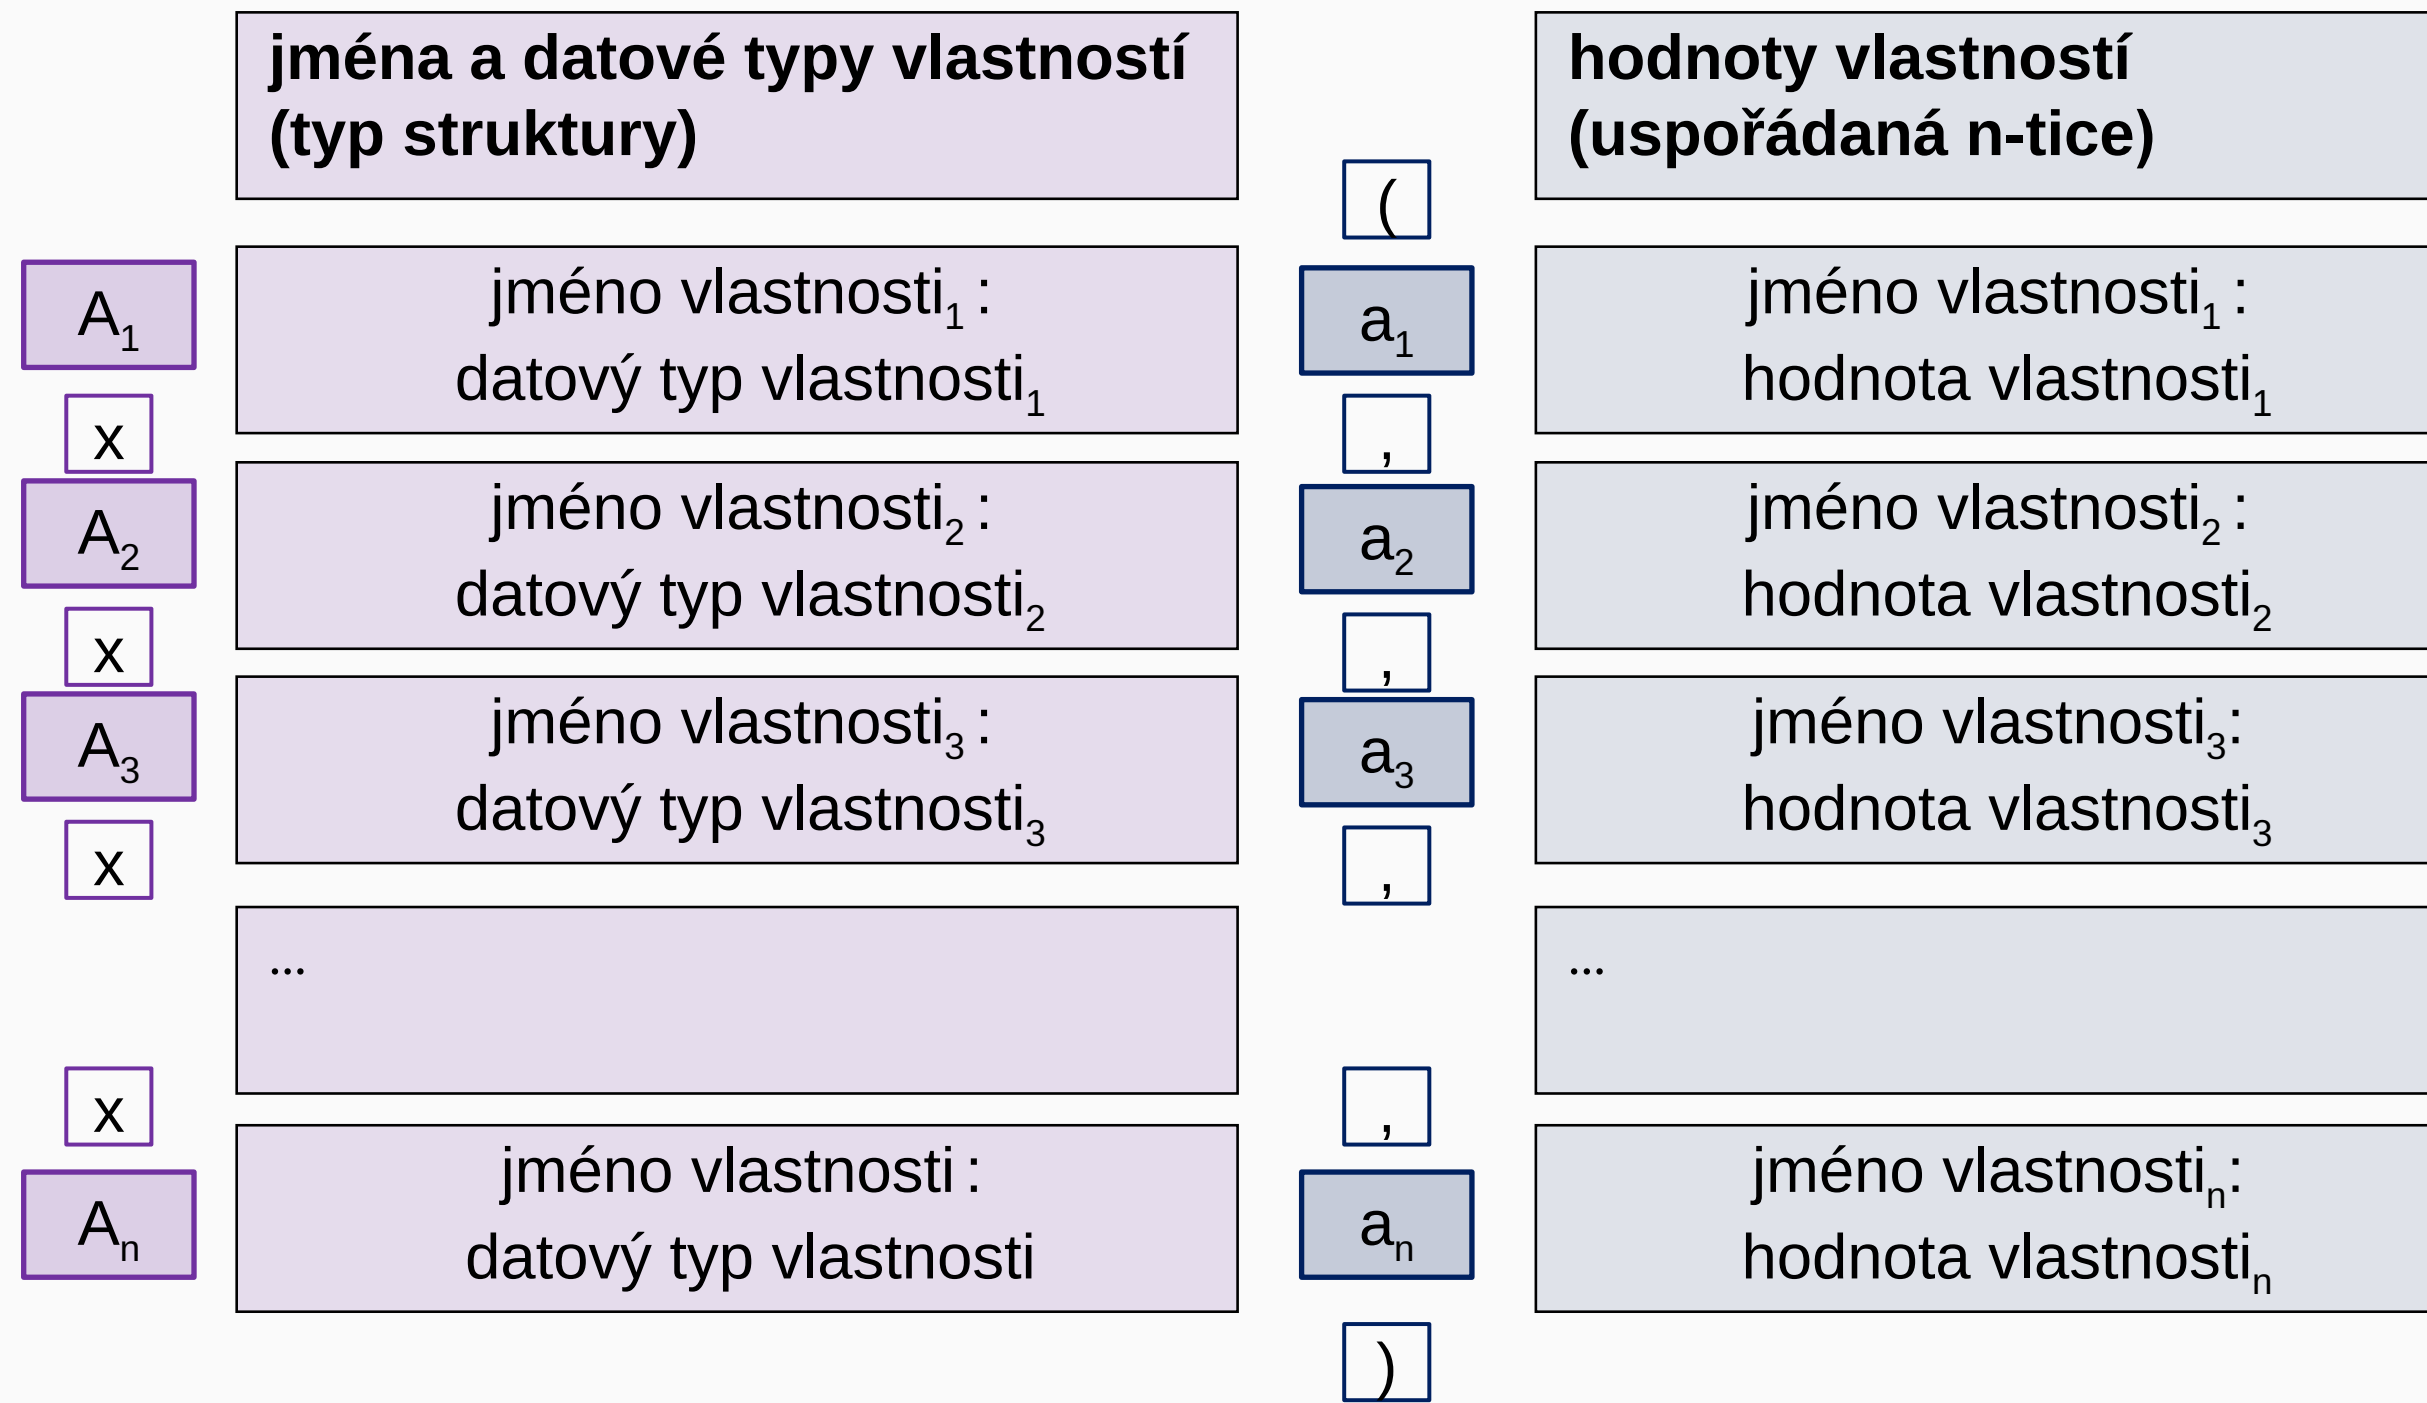 jména a datové typy vlastností
(typ struktury)
A₁
jméno vlastnosti₁ :
datový typ vlastnosti₁
x
A₂
jméno vlastnosti₂ :
datový typ vlastnosti₂
x
A₃
jméno vlastnosti₃ :
datový typ vlastnosti₃
x
...
x
Aₙ
jméno vlastnosti :
datový typ vlastnosti
hodnoty vlastností
(uspořádaná n-tice)
(
a₁
jméno vlastnosti₁ :
hodnota vlastnosti₁
,
a₂
jméno vlastnosti₂ :
hodnota vlastnosti₂
,
a₃
jméno vlastnosti₃:
hodnota vlastnosti₃
,
...
,
aₙ
jméno vlastnostiₙ:
hodnota vlastnostiₙ
)